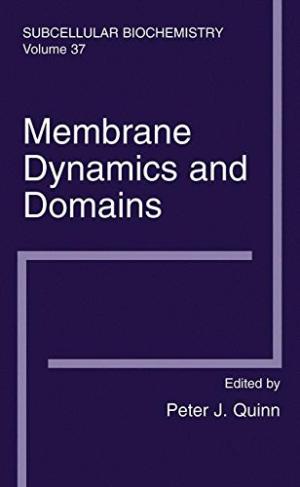 SUBCELLULAR BIOCHEMISTRY
Volume 37
Membrane
Dynamics and
Domains
Edited by
Peter J. Quinn